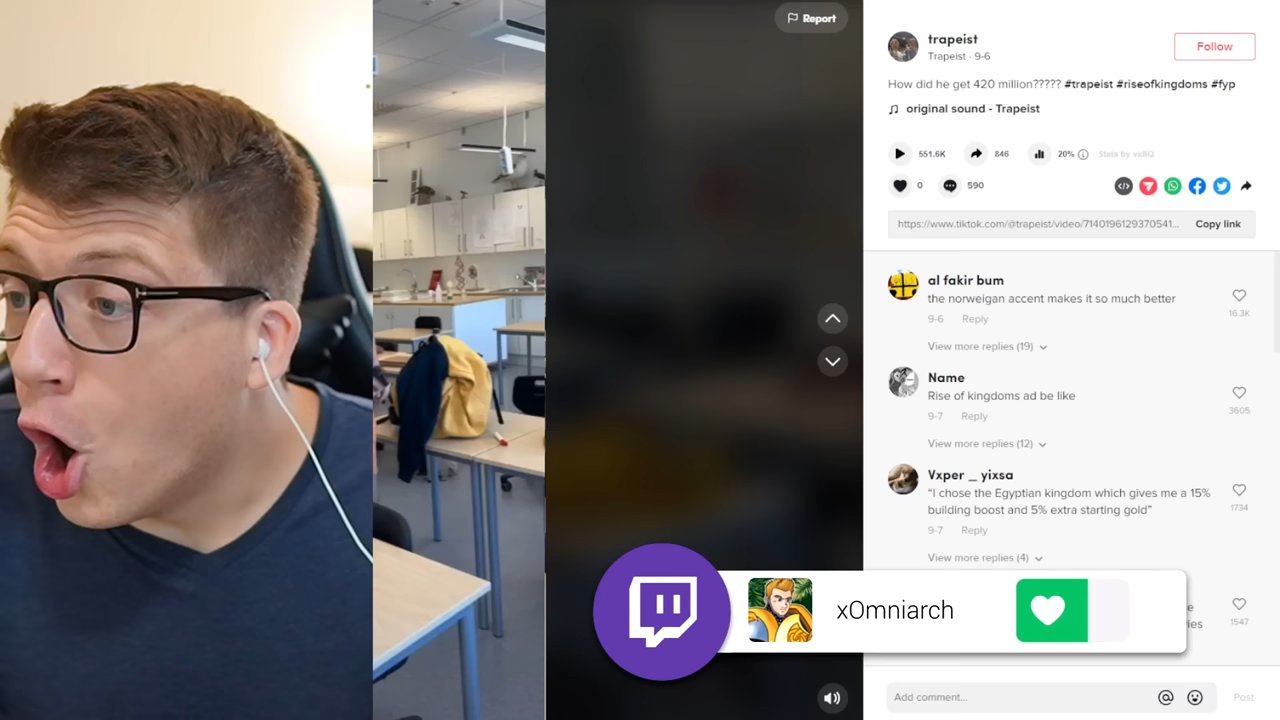 Report
trapeist
Trapeist · 9-6
Follow
How did he get 420 million????? #trapeist #riseofkingdoms #fyp
original sound - Trapeist
551.6K
846
20%
Stats by vidIQ
0
590
https://www.tiktok.com/@trapeist/video/7140196129370541...
Copy link
al fakir bum
the norweigan accent makes it so much better
9-6 Reply
16.3K
View more replies (19)
Name
Rise of kingdoms ad be like
9-7 Reply
3605
View more replies (12)
Vxper _ yixsa
“I chose the Egyptian kingdom which gives me a 15%
building boost and 5% extra starting gold”
9-7 Reply
1734
View more replies (4)
xOmniarch
1547
Add comment...
Post